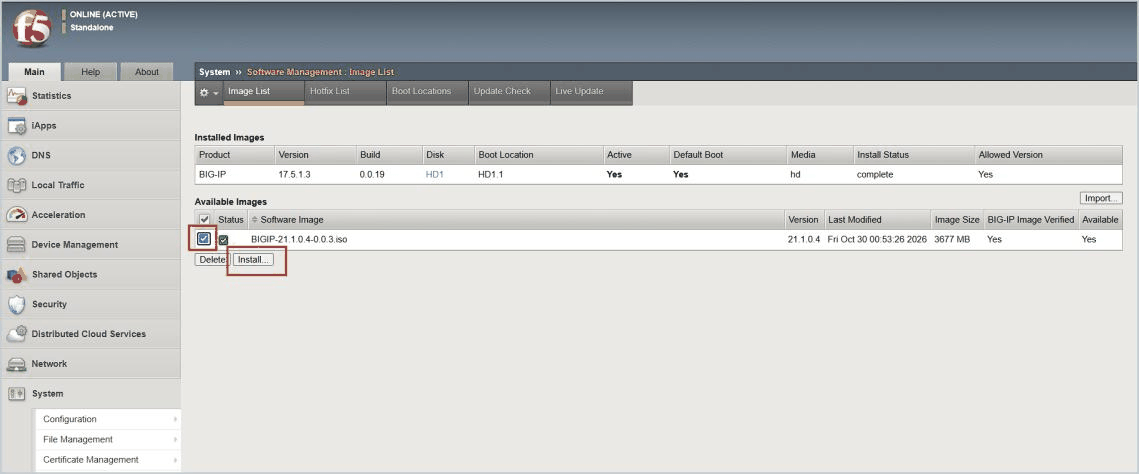 f5
ONLINE (ACTIVE)
Standalone
Main Help About
Statistics
iApps
DNS
Local Traffic
Acceleration
Device Management
Shared Objects
Security
Distributed Cloud Services
Network
System
Configuration
File Management
Certificate Management
System ›› Software Management : Image List
Image List Hotfix List Boot Locations Update Check Live Update
Installed Images
Product Version Build Disk Boot Location Active Default Boot Media Install Status Allowed Version
BIG-IP 17.5.1.3 0.0.19 HD1 HD1.1 Yes Yes hd complete Yes
Import...
Available Images
Status Software Image Version Last Modified Image Size BIG-IP Image Verified Available
BIGIP-21.1.0.4-0.0.3.iso 21.1.0.4 Fri Oct 30 00:53:26 2026 3677 MB Yes Yes
Delete Install...